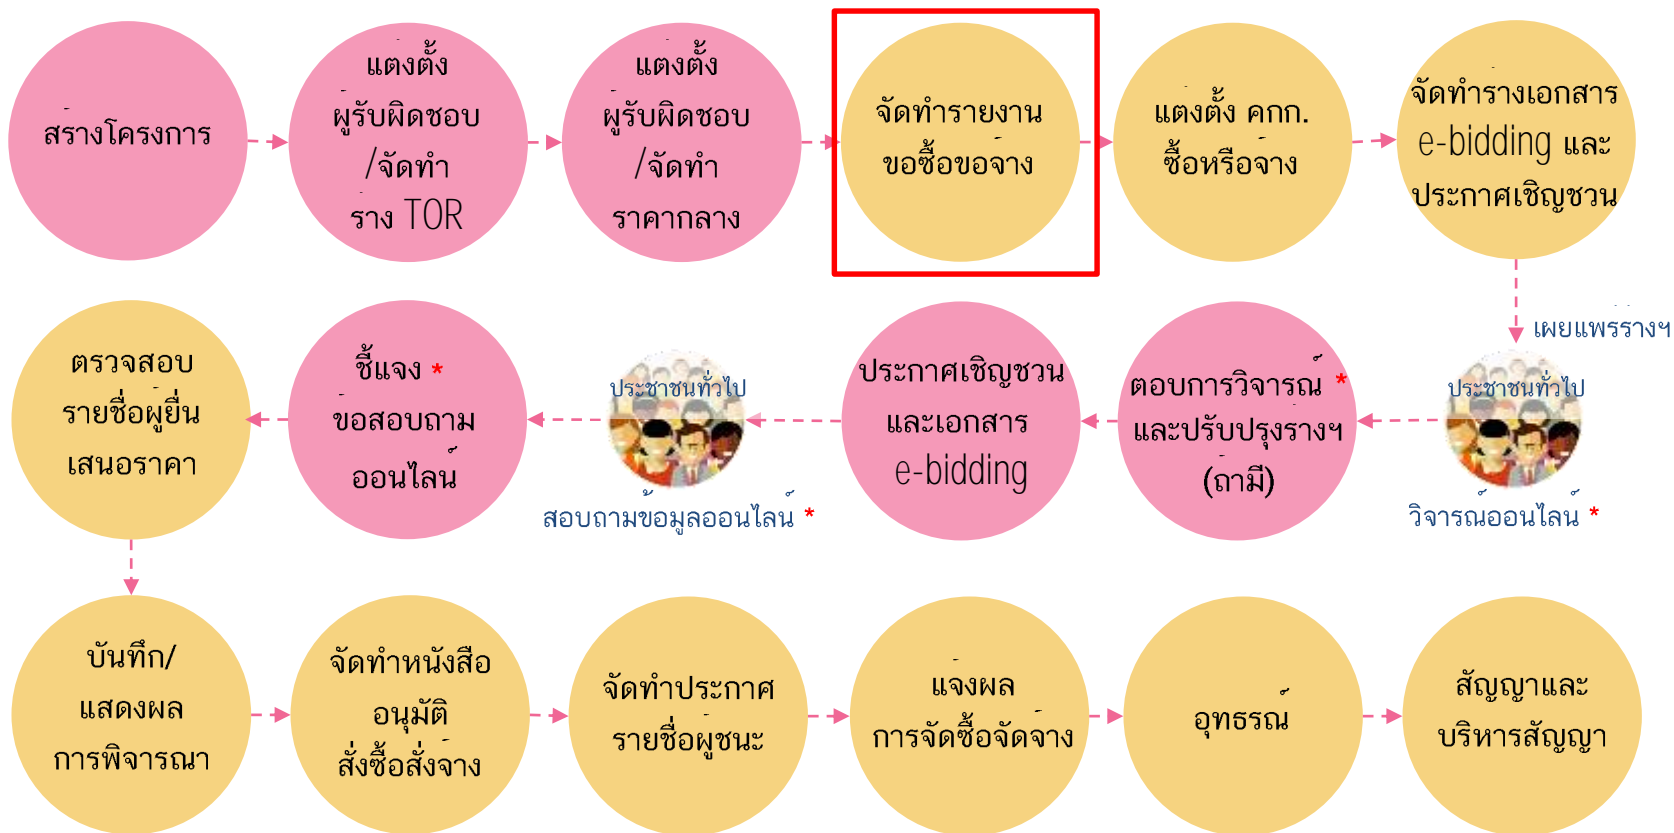 สร้างโครงการ
แต่งตั้ง
ผู้รับผิดชอบ
/จัดทำ
ร่าง TOR
แต่งตั้ง
ผู้รับผิดชอบ
/จัดทำ
ราคากลาง
จัดทำรายงาน
ขอซื้อขอจ้าง
แต่งตั้ง คกก.
ซื้อหรือจ้าง
จัดทำร่างเอกสาร
e-bidding และ
ประกาศเชิญชวน
เผยแพร่ร่างฯ
ประชาชนทั่วไป
วิจารณ์ออนไลน์ *
ตอบการวิจารณ์ *
และปรับปรุงร่างฯ
(ถ้ามี)
ประกาศเชิญชวน
และเอกสาร
e-bidding
ประชาชนทั่วไป
สอบถามข้อมูลออนไลน์ *
ชี้แจง *
ข้อสอบถาม
ออนไลน์
ตรวจสอบ
รายชื่อผู้ยื่น
เสนอราคา
บันทึก/
แสดงผล
การพิจารณา
จัดทำหนังสือ
อนุมัติ
สั่งซื้อสั่งจ้าง
จัดทำประกาศ
รายชื่อผู้ชนะ
แจ้งผล
การจัดซื้อจัดจ้าง
อุทธรณ์
สัญญาและ
บริหารสัญญา